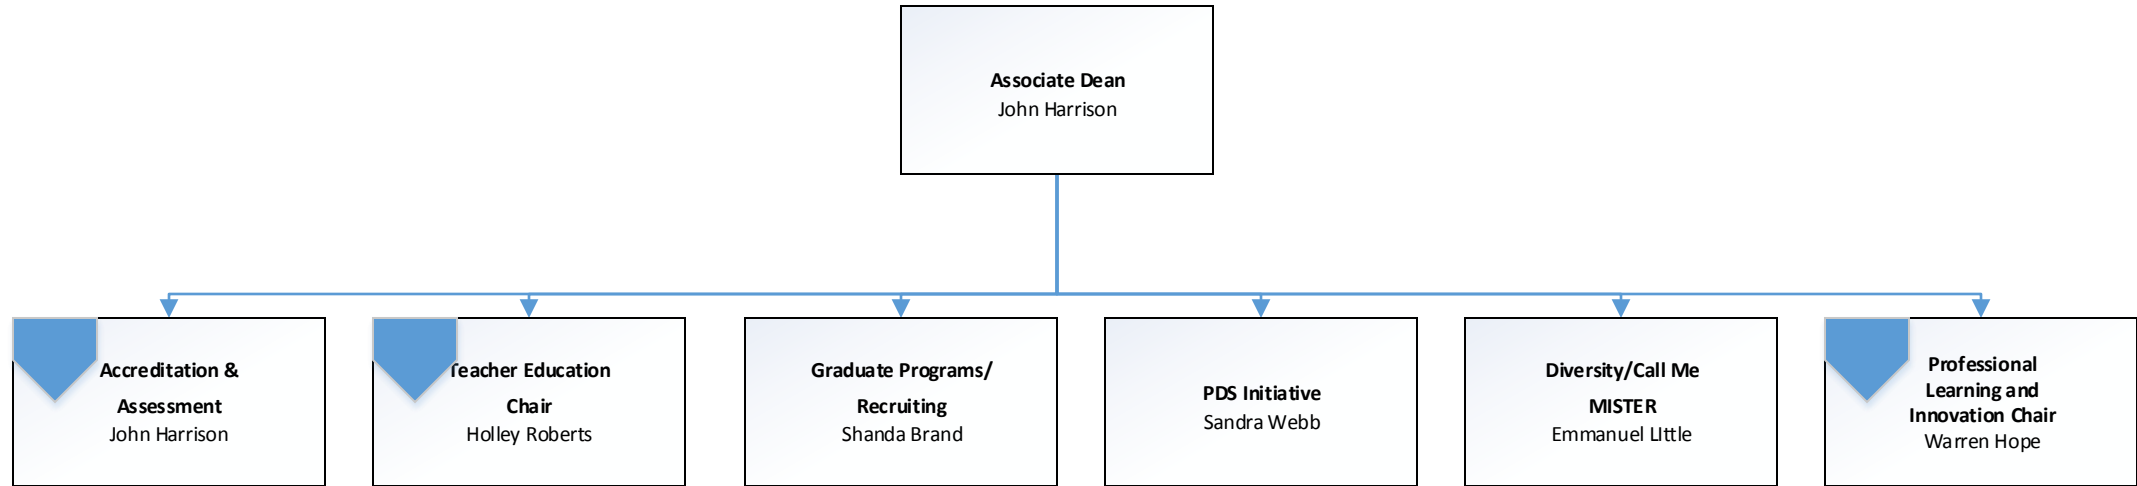 Associate Dean
John Harrison
Accreditation &
Assessment
John Harrison
Teacher Education
Chair
Holley Roberts
Graduate Programs/
Recruiting
Shanda Brand
PDS Initiative
Sandra Webb
Diversity/Call Me
MISTER
Emmanuel LIttle
Professional
Learning and
Innovation Chair
Warren Hope